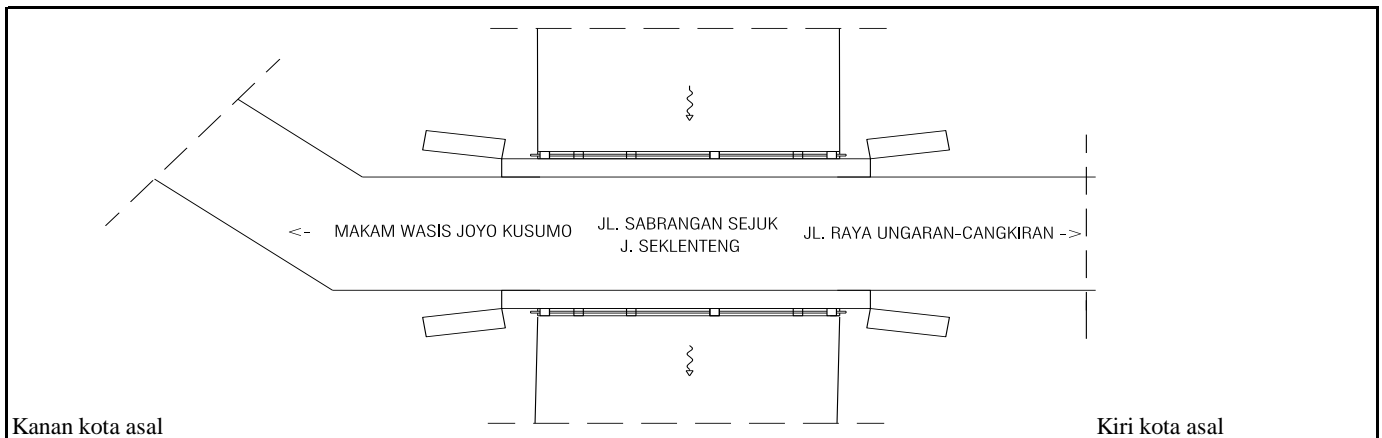 <- MAKAM WASIS JOYO KUSUMO
JL. SABRANGAN SEJUK
J. SEKLENTENG
JL. RAYA UNGARAN-CANGKIRAN ->
Kanan kota asal
Kiri kota asal